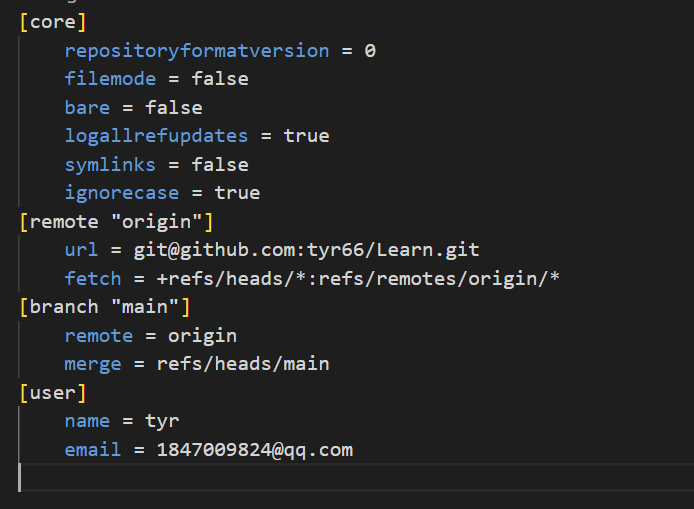 [core]
repositoryformatversion = 0
filemode = false
bare = false
logallrefupdates = true
symlinks = false
ignorecase = true
[remote "origin"]
url = git@github.com:tyr66/Learn.git
fetch = +refs/heads/*:refs/remotes/origin/*
[branch "main"]
remote = origin
merge = refs/heads/main
[user]
name = tyr
email = 1847009824@qq.com